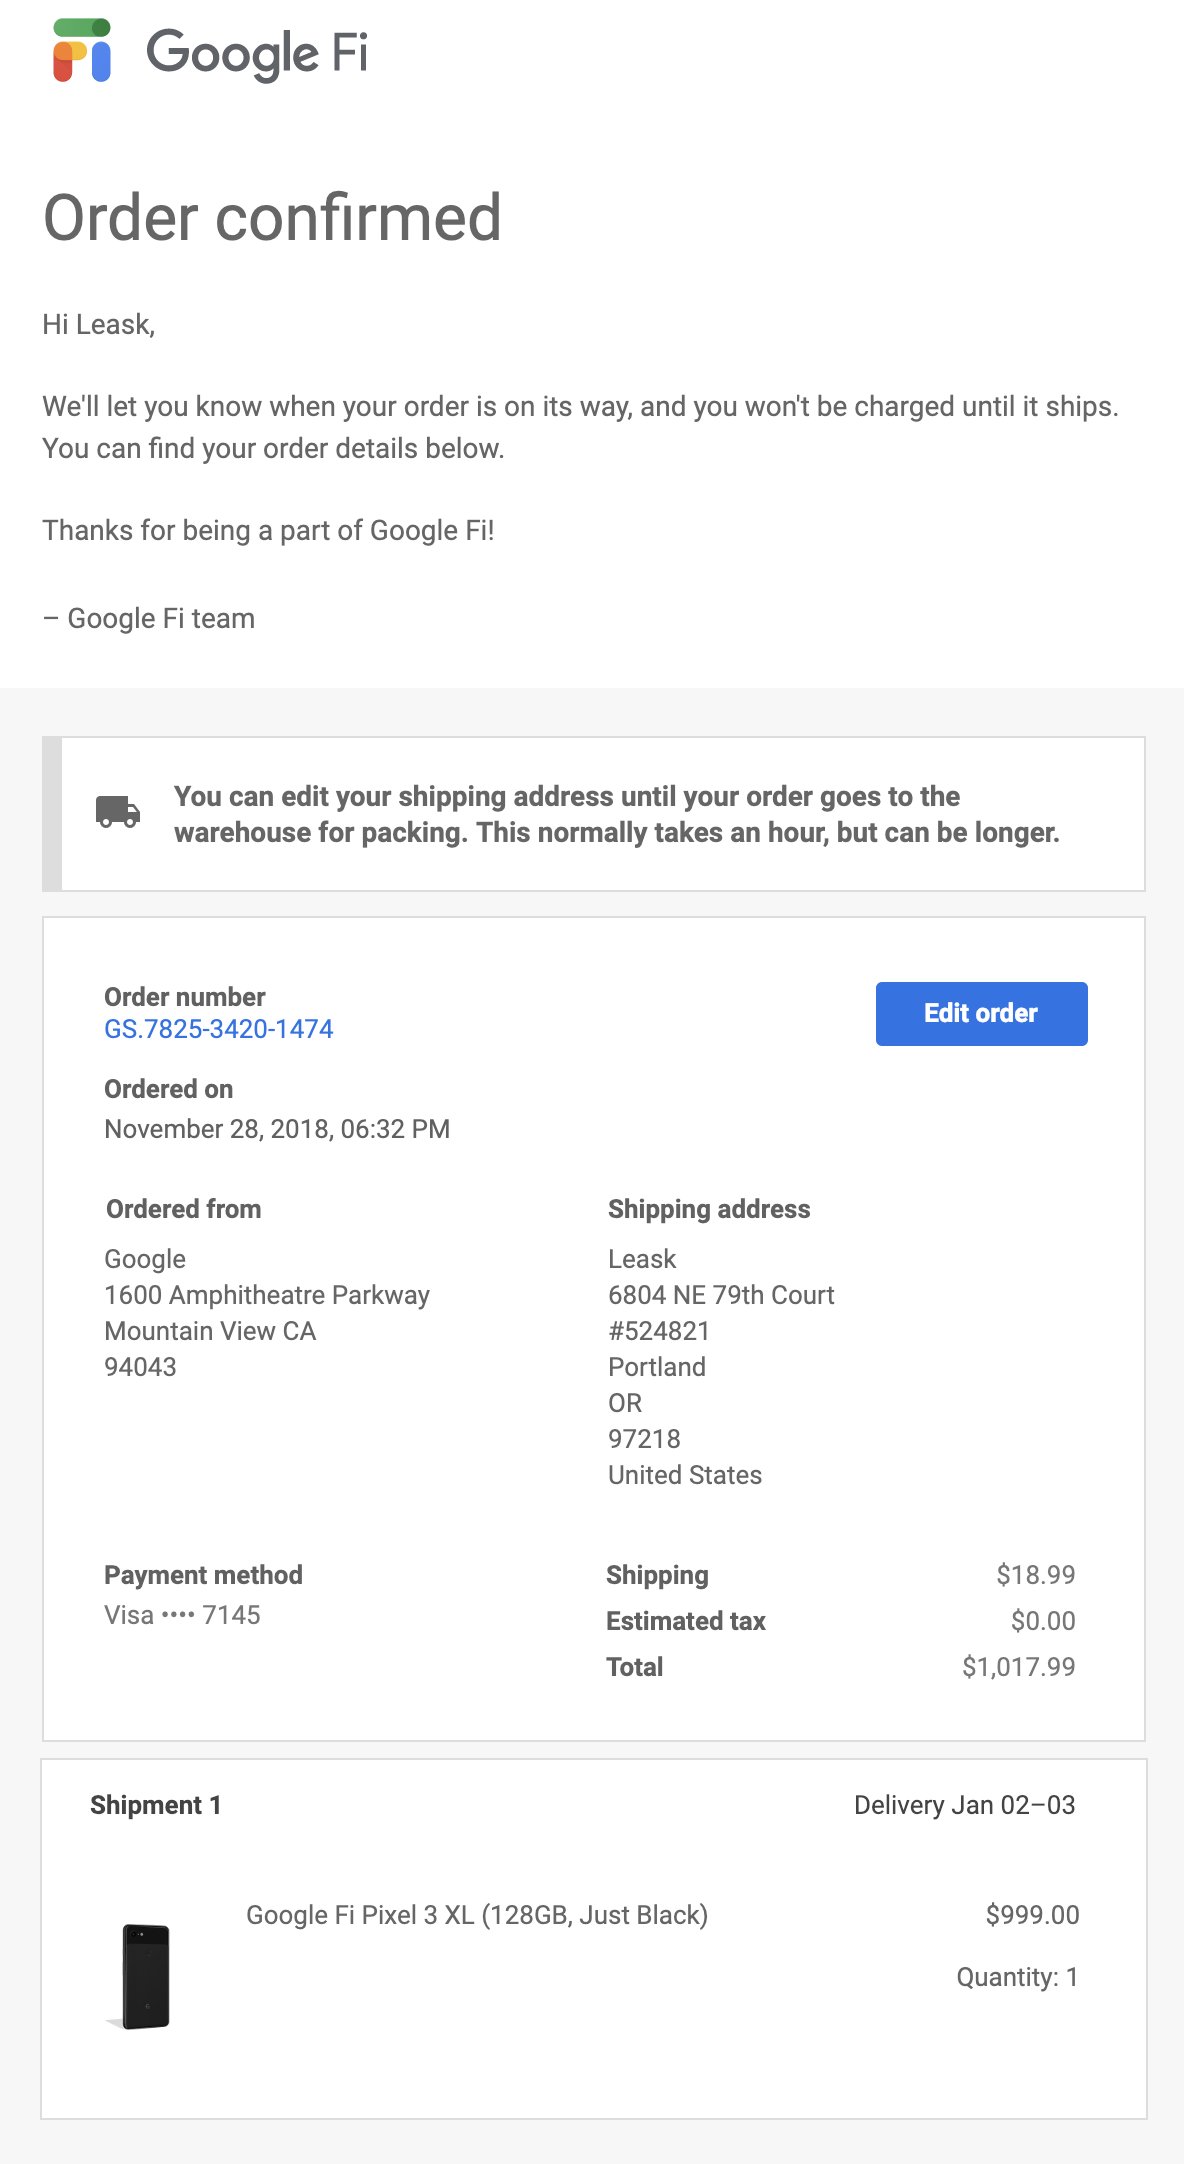 Google Fi
Order confirmed
Hi Leask,
We'll let you know when your order is on its way, and you won't be charged until it ships.
You can find your order details below.
Thanks for being a part of Google Fi!
– Google Fi team
You can edit your shipping address until your order goes to the
warehouse for packing. This normally takes an hour, but can be longer.
Order number
GS.7825-3420-1474
Edit order
Ordered on
November 28, 2018, 06:32 PM
Ordered from
Google
1600 Amphitheatre Parkway
Mountain View CA
94043
Shipping address
Leask
6804 NE 79th Court
#524821
Portland
OR
97218
United States
Payment method
Visa •••• 7145
Shipping $18.99
Estimated tax $0.00
Total $1,017.99
Shipment 1 Delivery Jan 02–03
Google Fi Pixel 3 XL (128GB, Just Black) $999.00
Quantity: 1